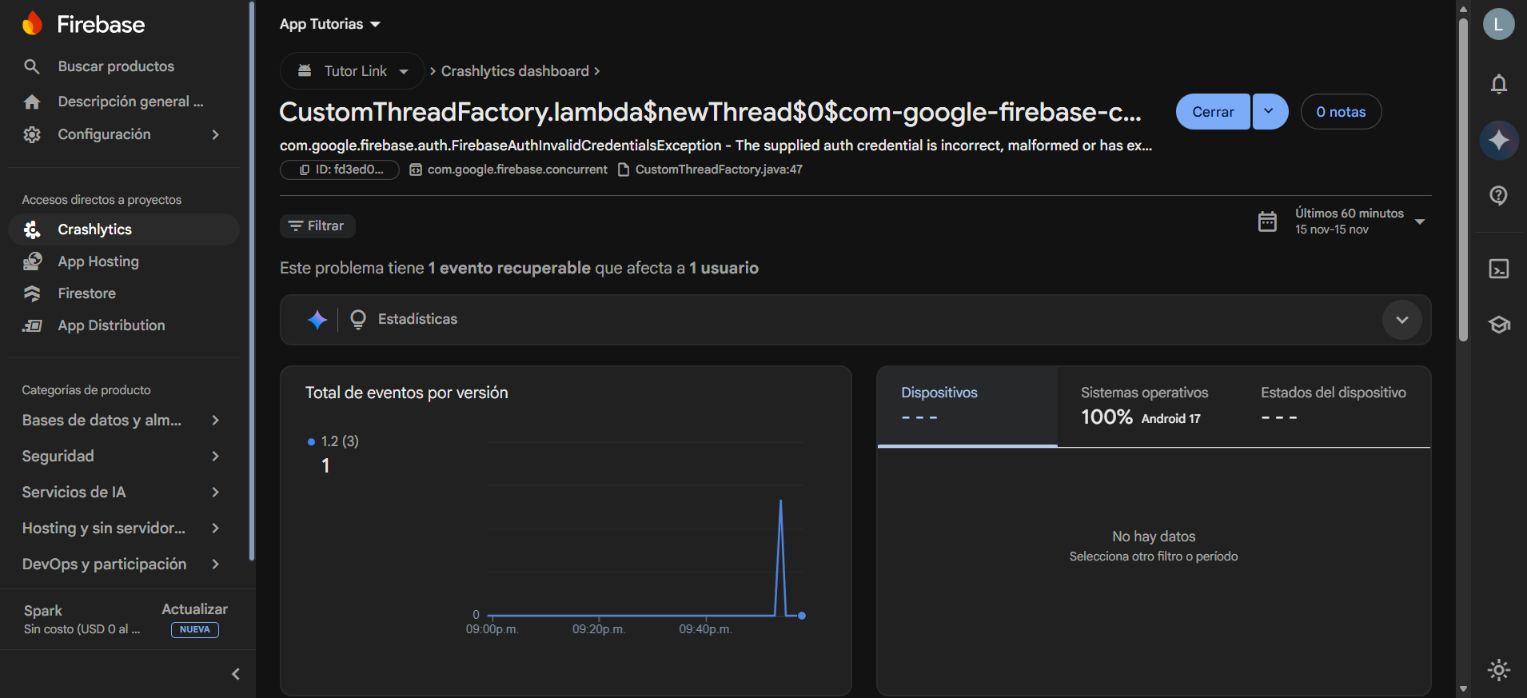 Firebase
Buscar productos
Descripción general ...
Configuración
Accesos directos a proyectos
Crashlytics
App Hosting
Firestore
App Distribution
Categorías de producto
Bases de datos y alm...
Seguridad
Servicios de IA
Hosting y sin servidor...
DevOps y participación
Spark
Sin costo (USD 0 al ...
Actualizar
NUEVA
App Tutorias
Tutor Link
Crashlytics dashboard
CustomThreadFactory.lambda$newThread$0$com-google-firebase-c...
com.google.firebase.auth.FirebaseAuthInvalidCredentialsException - The supplied auth credential is incorrect, malformed or has ex...
ID: fd3ed0... com.google.firebase.concurrent CustomThreadFactory.java:47
Cerrar
0 notas
Filtrar
Últimos 60 minutos
15 nov-15 nov
Este problema tiene 1 evento recuperable que afecta a 1 usuario
Estadísticas
Total de eventos por versión
1.2 (3)
1
0
09:00p.m. 09:20p.m. 09:40p.m.
Dispositivos
---
Sistemas operativos
100% Android 17
Estados del dispositivo
---
No hay datos
Selecciona otro filtro o período
L